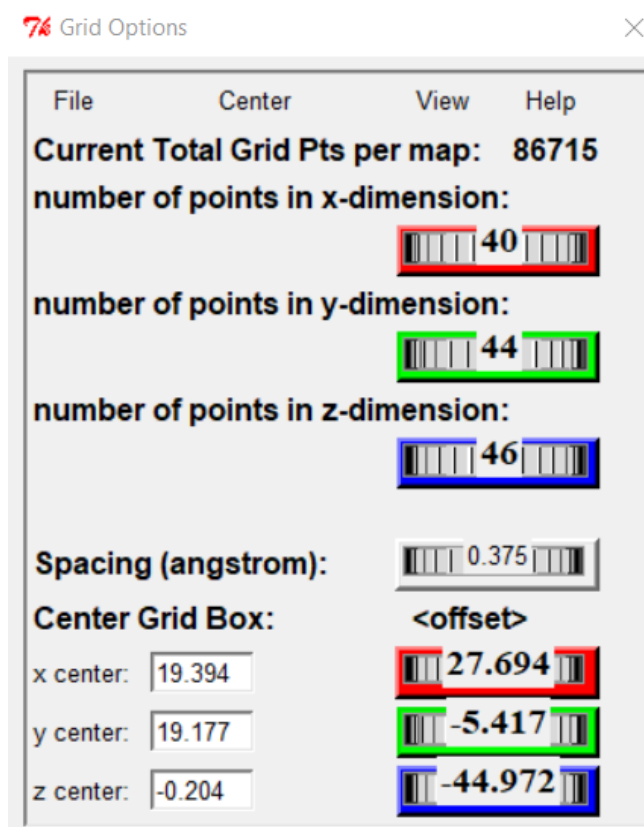 Grid Options
File Center View Help
Current Total Grid Pts per map: 86715
number of points in x-dimension:
40
number of points in y-dimension:
44
number of points in z-dimension:
46
Spacing (angstrom): 0.375
Center Grid Box: <offset>
x center: 19.394 27.694
y center: 19.177 -5.417
z center: -0.204 -44.972